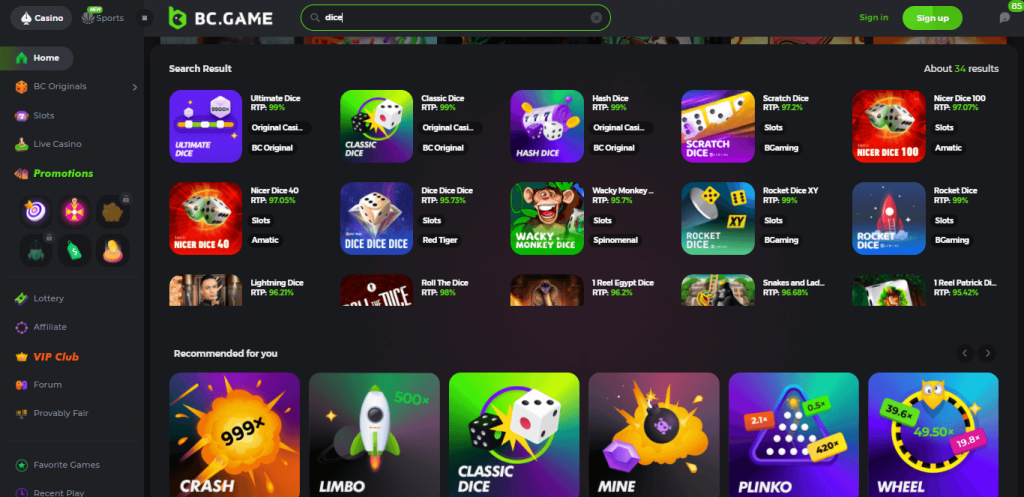 Casino
Sports
BC.GAME
dice
Sign in
Sign up
85
Home
BC Originals
Slots
Live Casino
Promotions
Lottery
Affiliate
VIP Club
Forum
Provably Fair
Favorite Games
Recent Play
Search Result
About 34 results
9900×
ULTIMATE
DICE
Ultimate Dice
RTP: 99%
Original Casi...
BC Original
CLASSIC
DICE
Classic Dice
RTP: 99%
Original Casi...
BC Original
HASH DICE
Hash Dice
RTP: 99%
Original Casi...
BC Original
SCRATCH
DICE
Scratch Dice
RTP: 97.2%
Slots
BGaming
NICER DICE 100
Nicer Dice 100
RTP: 97.07%
Slots
Amatic
NICER DICE 40
Nicer Dice 40
RTP: 97.05%
Slots
Amatic
DICE DICE DICE
Dice Dice Dice
RTP: 95.73%
Slots
Red Tiger
WACKY
MONKEY DICE
Wacky Monkey ...
RTP: 95.7%
Slots
Spinomenal
XY
ROCKET
DICE
Rocket Dice XY
RTP: 99%
Slots
BGaming
ROCKET
DICE
Rocket Dice
RTP: 99%
Slots
BGaming
Lightning Dice
RTP: 96.21%
ROLL THE DICE
Roll The Dice
RTP: 98%
1 Reel Egypt Dice
RTP: 96.2%
Snakes and Lad...
RTP: 96.68%
1 Reel Patrick Di...
RTP: 95.42%
Recommended for you
999×
CRASH
500×
LIMBO
CLASSIC
DICE
MINE
2.1×
0.5×
420×
PLINKO
39.6×
49.50×
19.8×
WHEEL